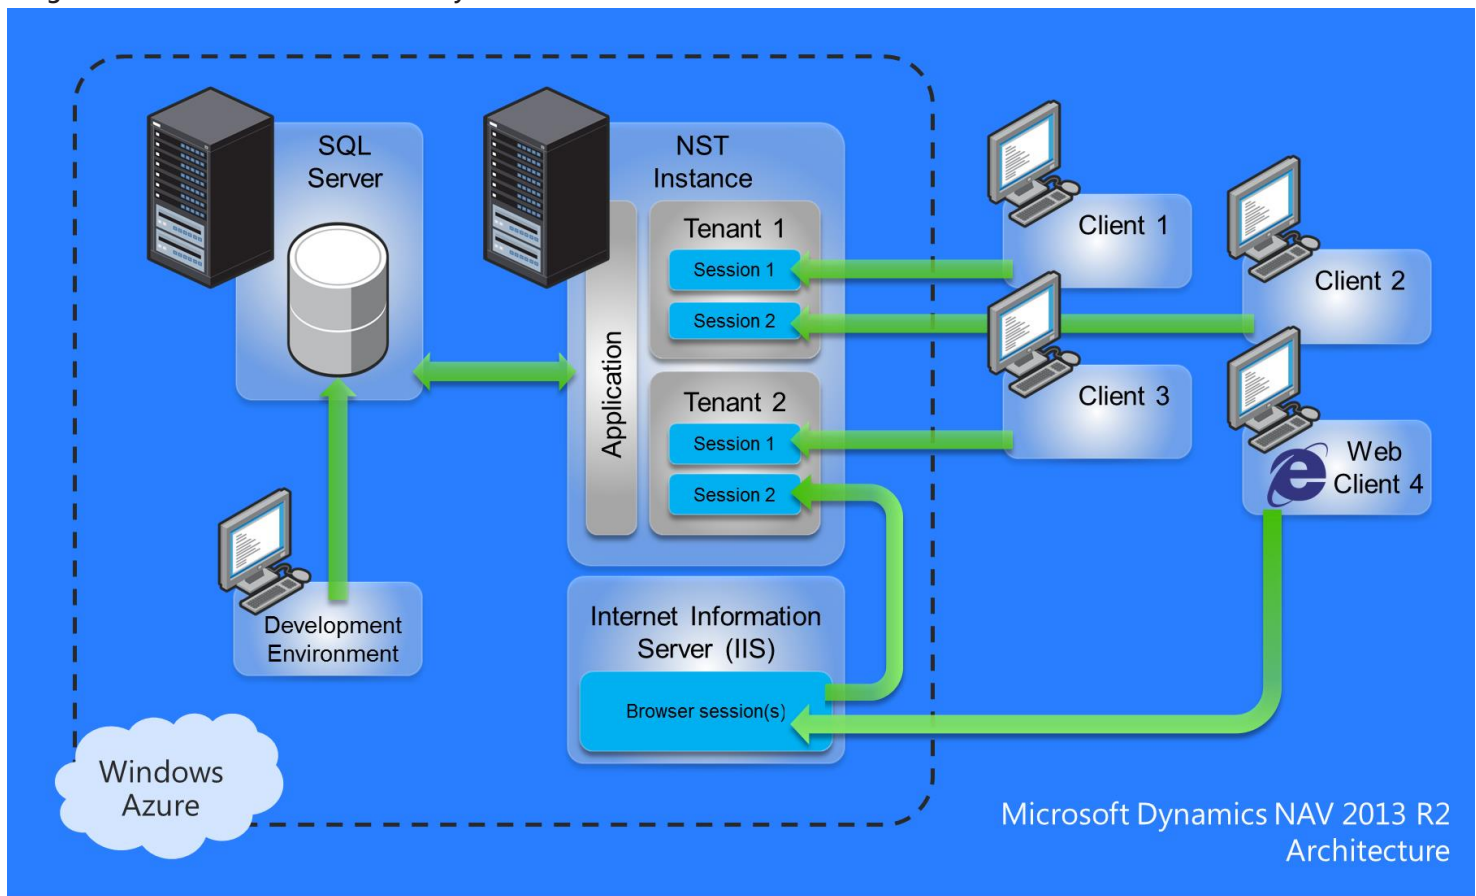 SQL
Server
NST
Instance
Application
Tenant 1
Session 1
Session 2
Tenant 2
Session 1
Session 2
Client 1
Client 2
Client 3
Web
Client 4
Development
Environment
Internet Information
Server (IIS)
Browser session(s)
Windows
Azure
Microsoft Dynamics NAV 2013 R2
Architecture